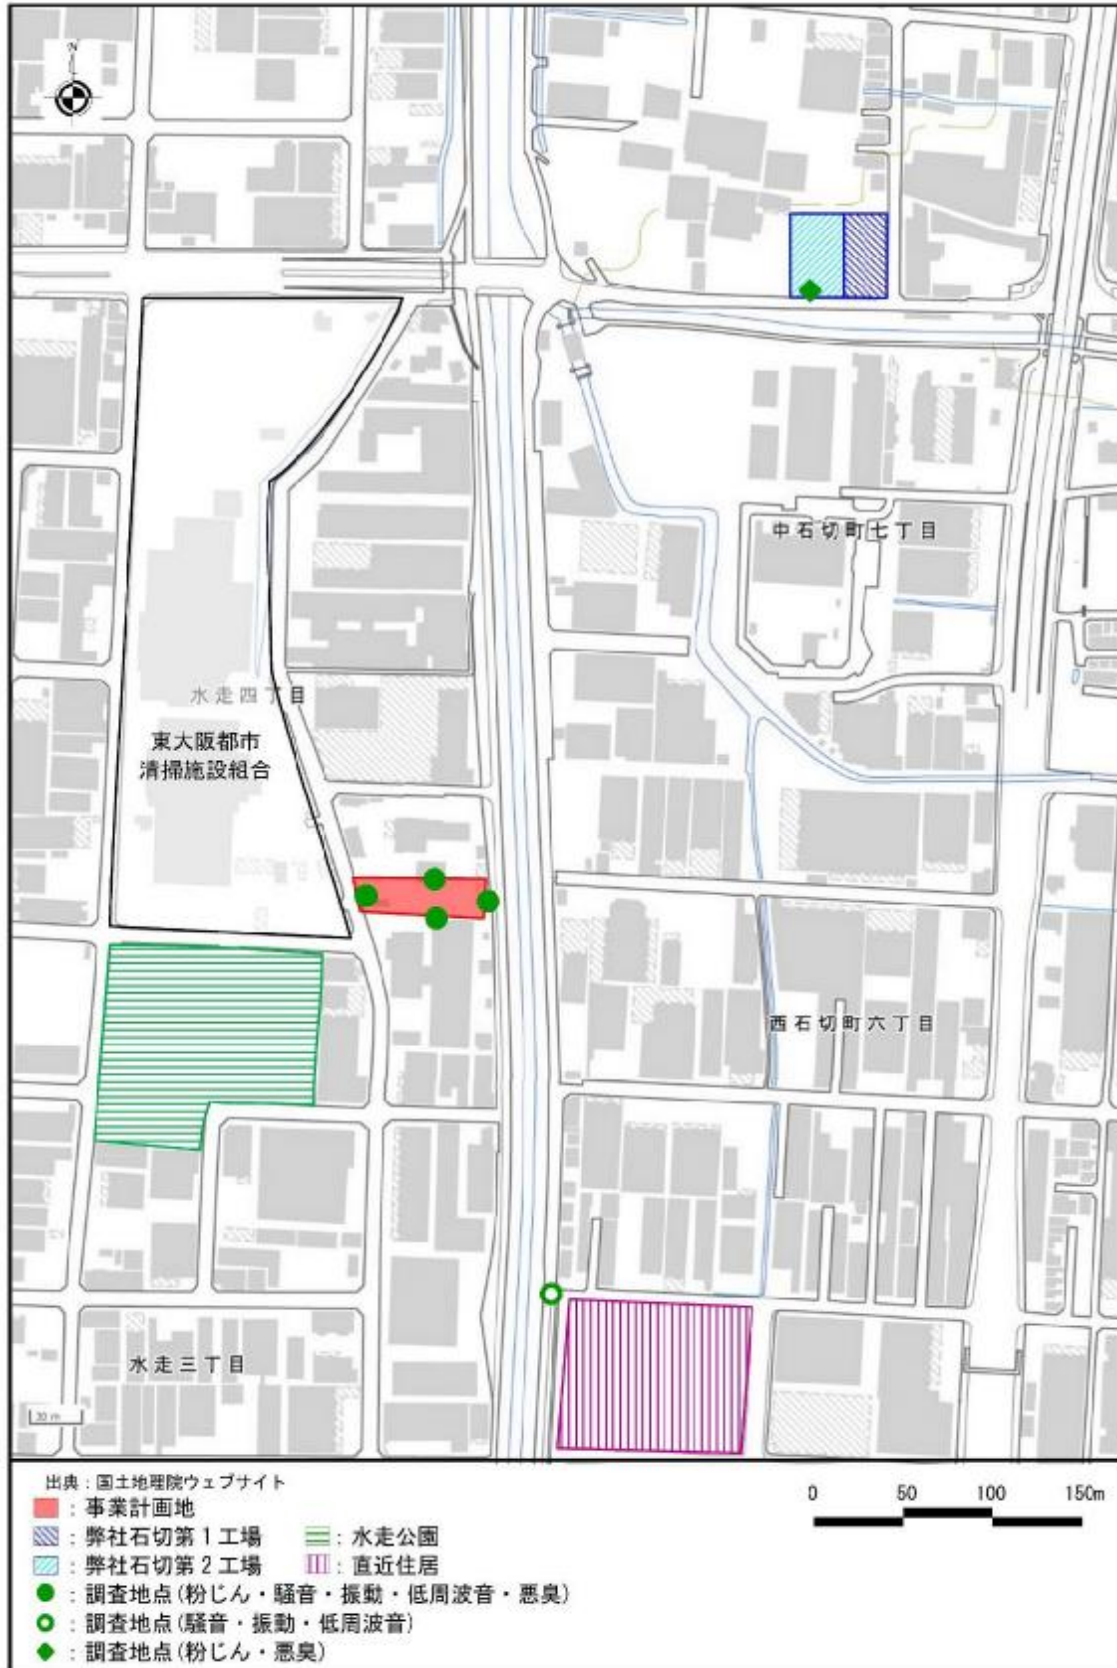 N
中石切町七丁目
水走四丁目
東大阪都市
清掃施設組合
西石切町六丁目
水走三丁目
30 m
出典：国土地理院ウェブサイト
：事業計画地
：弊社石切第１工場
：水走公園
：弊社石切第２工場
：直近住居
：調査地点(粉じん・騒音・振動・低周波音・悪臭)
：調査地点(騒音・振動・低周波音)
：調査地点(粉じん・悪臭)
0 50 100 150m